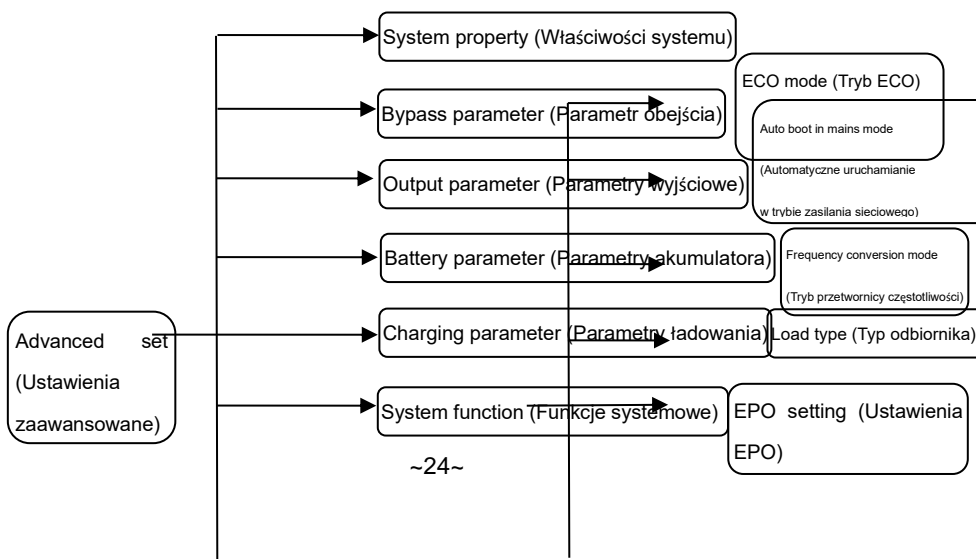 System property (Właściwości systemu)
ECO mode (Tryb ECO)
Bypass parameter (Parametr obejścia)
Auto boot in mains mode
(Automatyczne uruchamianie
w trybie zasilania sieciowego)
Output parameter (Parametry wyjściowe)
Battery parameter (Parametry akumulatora)
Frequency conversion mode
(Tryb przetwornicy częstotliwości)
Advanced set
(Ustawienia
zaawansowane)
Charging parameter (Parametry ładowania)
Load type (Typ odbiornika)
System function (Funkcje systemowe)
EPO setting (Ustawienia
EPO)
~24~